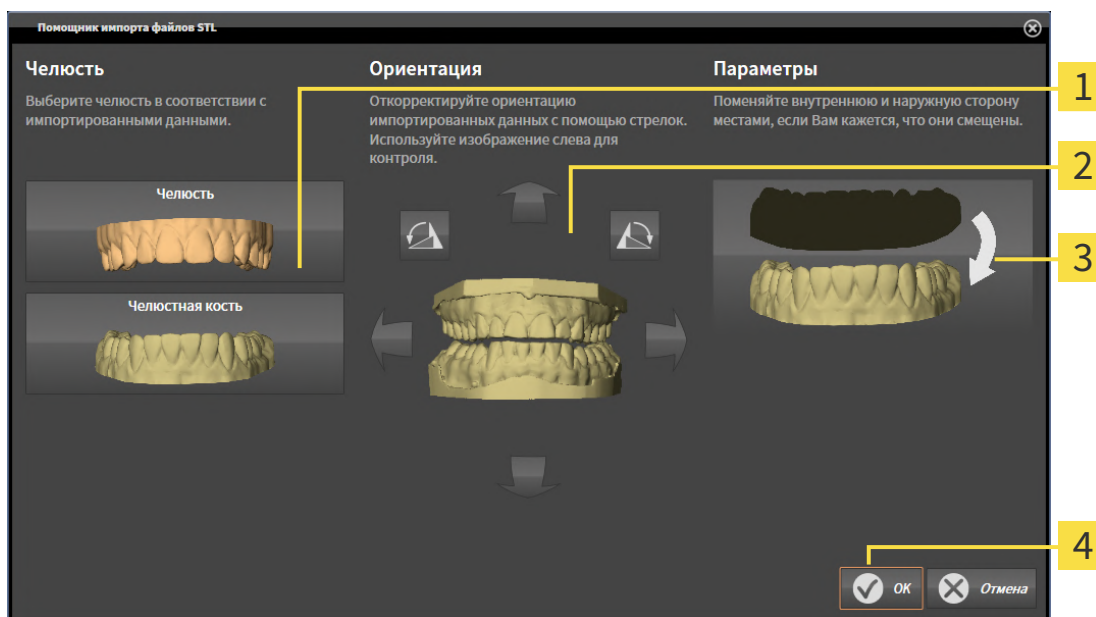 Помощник импорта файлов STL
Челюсть
Выберите челюсть в соответствии с
импортированными данными.
Челюсть
Челюстная кость
Ориентация
Откорректируйте ориентацию
импортированных данных с помощью стрелок.
Используйте изображение слева для
контроля.
Параметры
Поменяйте внутреннюю и наружную сторону
местами, если Вам кажется, что они смещены.
OK
Отмена
1
2
3
4